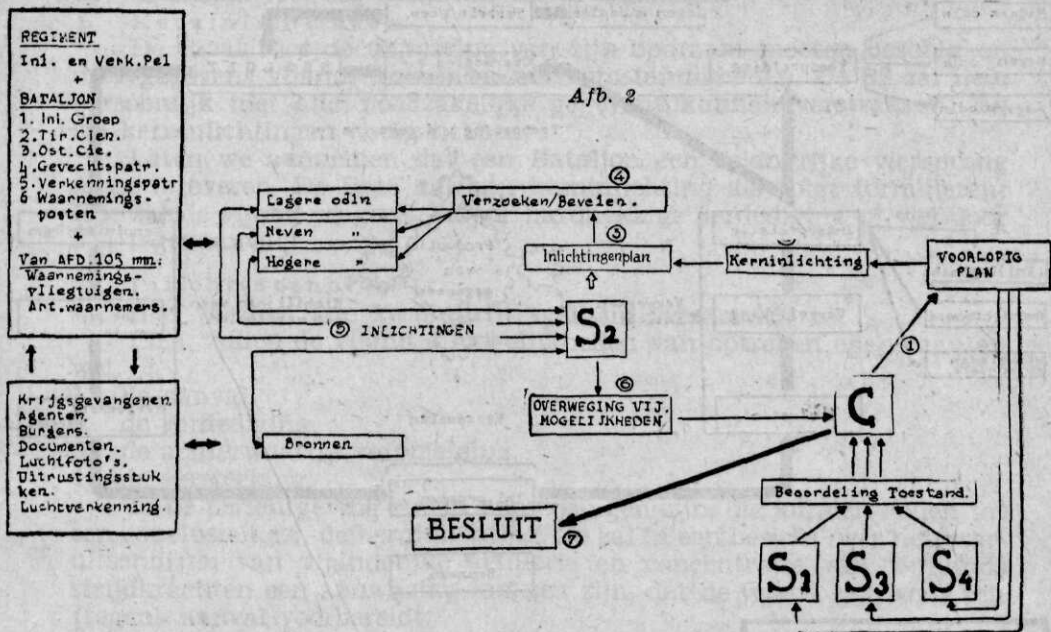 REGIMENT
Inl. en Verk.Pel
+
BATALJON
1. Inl. Groep
2.Tir.Cien.
3.Ost.Cie.
4.Gevechtspatr.
5.Verkenningspatr
6 Waarnemings-
posten
Van AFD.105 mm:
Waarnemings-
vliegtuigen.
Art.waarnemers.
Krijgsgevangenen
Agenten.
Burgers.
Documenten.
Luchtfoto's.
Uitrustingsstuk
ken.
Luchtverkenning
Afb. 2
④
Lagere odln
Neven "
Hogere "
Verzoeken/Bevelen.
③
Inlichtingenplan
Kerninlichting
VOORLOPIG
PLAN
⑤ INLICHTINGEN
S2
①
⑥
OVERWEGING VIJ.
MOGELIJKHEDEN
C
Bronnen
Beoordeling Toestand.
BESLUIT
⑦
S2
S3
S4